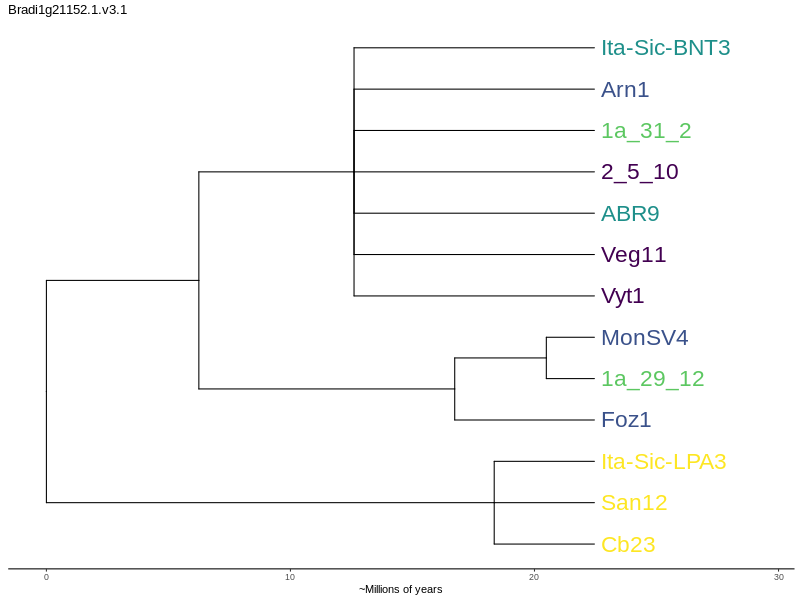 Bradi1g21152.1.v3.1
Ita-Sic-BNT3
Arn1
1a_31_2
2_5_10
ABR9
Veg11
Vyt1
MonSV4
1a_29_12
Foz1
Ita-Sic-LPA3
San12
Cb23
0 10 20 30
~Millions of years